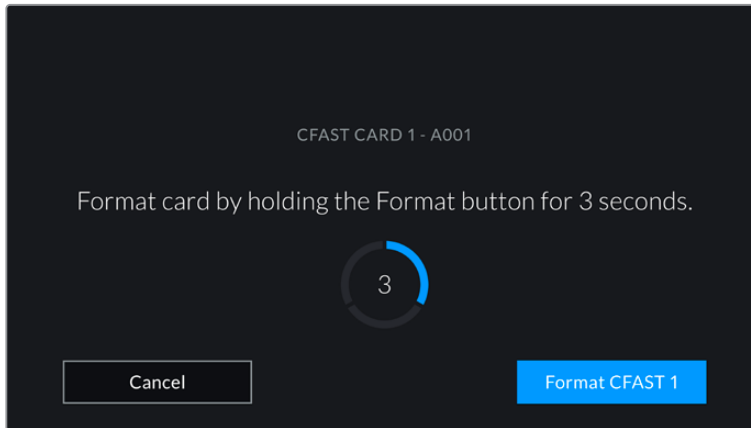 CFAST CARD 1 - A001
Format card by holding the Format button for 3 seconds.
3
Cancel
Format CFAST 1